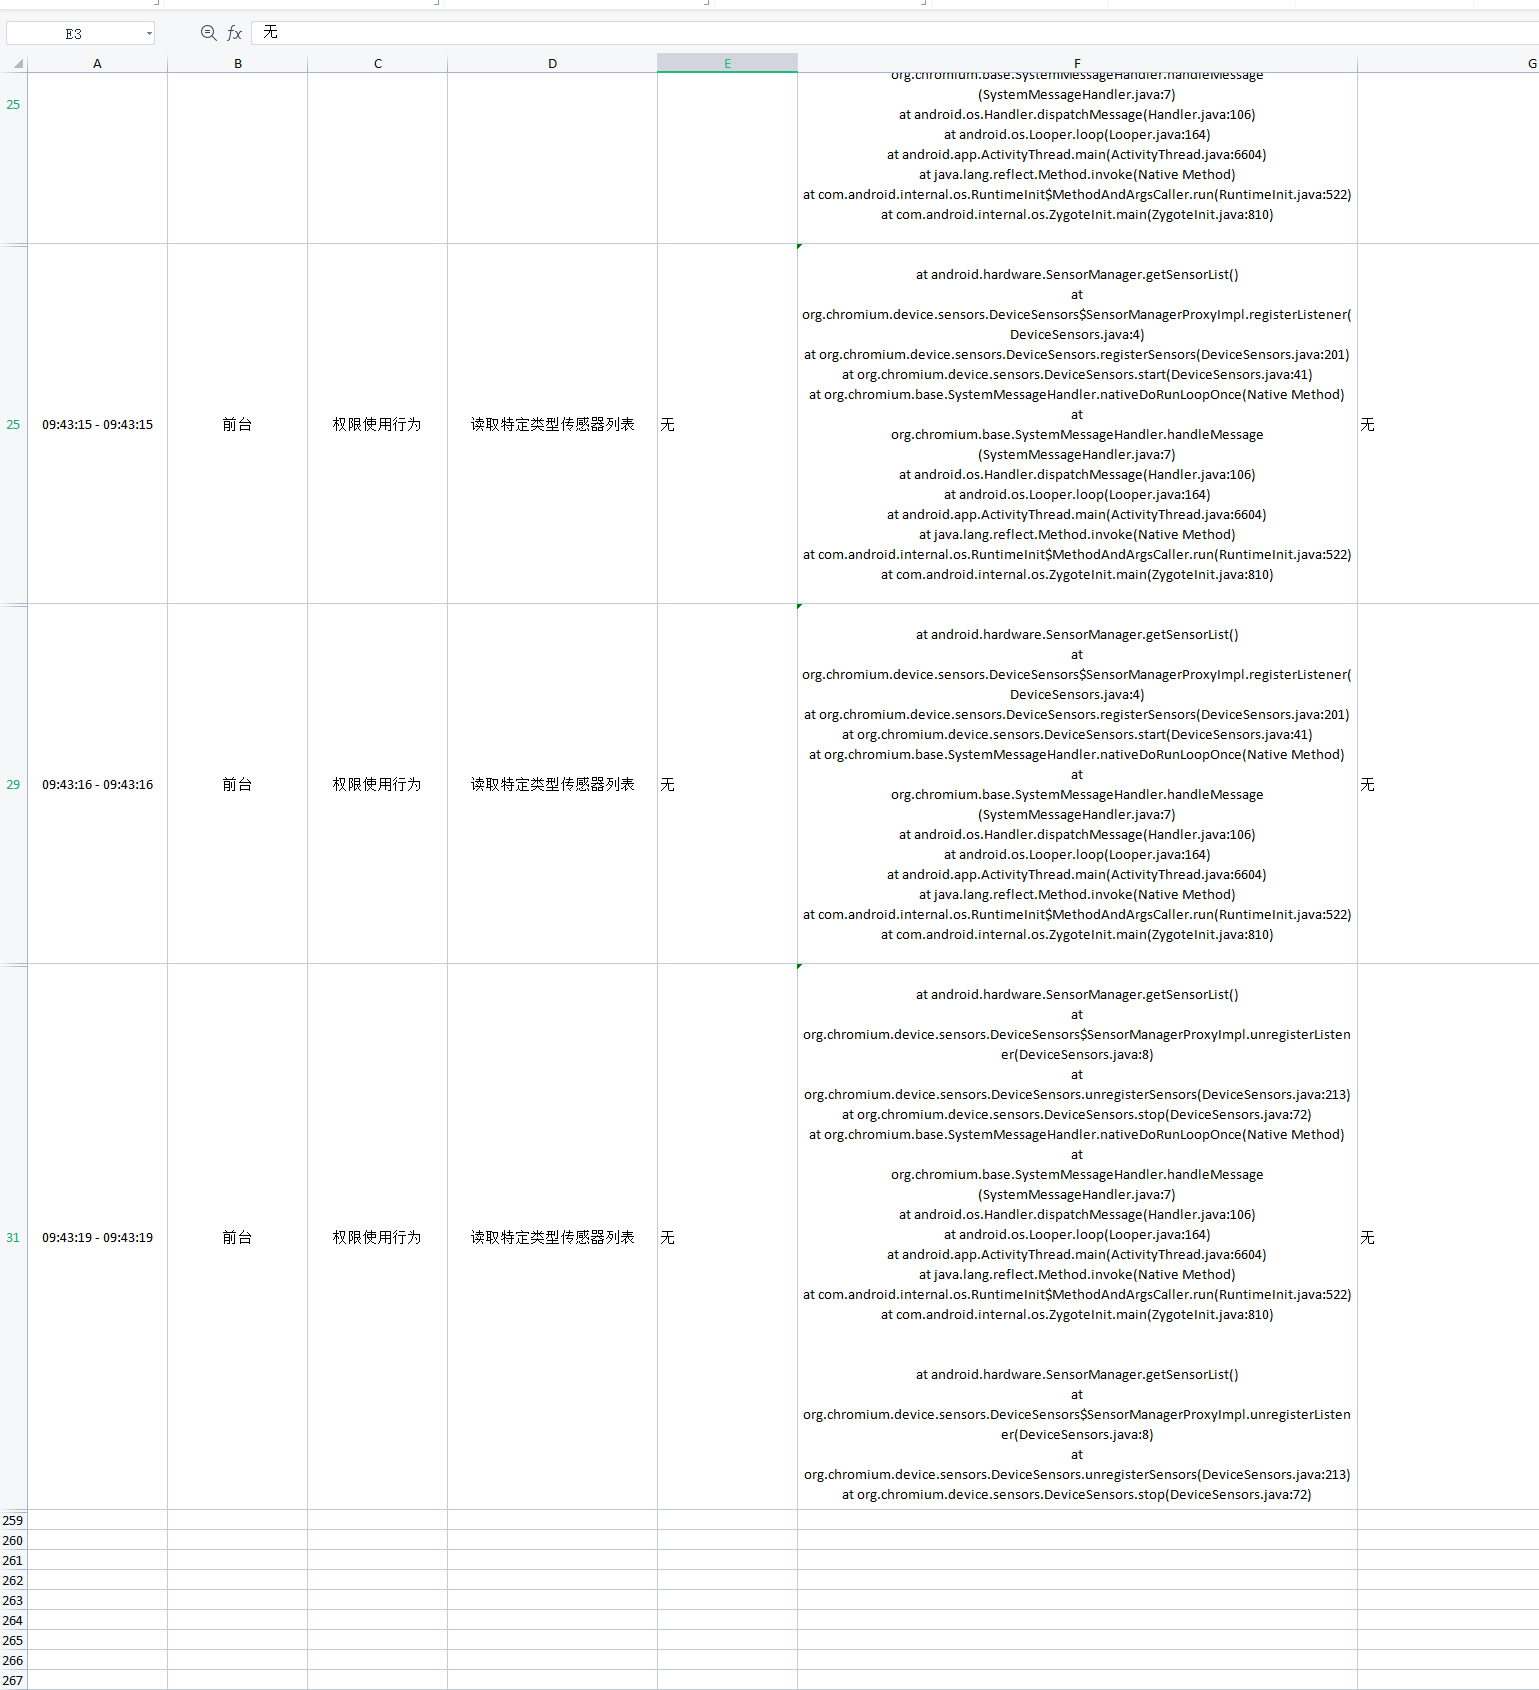 E3
fx
无
A B C D E F G
25
org.chromium.base.SystemMessageHandler.handleMessage
(SystemMessageHandler.java:7)
at android.os.Handler.dispatchMessage(Handler.java:106)
at android.os.Looper.loop(Looper.java:164)
at android.app.ActivityThread.main(ActivityThread.java:6604)
at java.lang.reflect.Method.invoke(Native Method)
at com.android.internal.os.RuntimeInit$MethodAndArgsCaller.run(RuntimeInit.java:522)
at com.android.internal.os.ZygoteInit.main(ZygoteInit.java:810)
25
09:43:15 - 09:43:15
前台
权限使用行为
读取特定类型传感器列表
无
at android.hardware.SensorManager.getSensorList()
at
org.chromium.device.sensors.DeviceSensors$SensorManagerProxyImpl.registerListener(
DeviceSensors.java:4)
at org.chromium.device.sensors.DeviceSensors.registerSensors(DeviceSensors.java:201)
at org.chromium.device.sensors.DeviceSensors.start(DeviceSensors.java:41)
at org.chromium.base.SystemMessageHandler.nativeDoRunLoopOnce(Native Method)
at
org.chromium.base.SystemMessageHandler.handleMessage
(SystemMessageHandler.java:7)
at android.os.Handler.dispatchMessage(Handler.java:106)
at android.os.Looper.loop(Looper.java:164)
at android.app.ActivityThread.main(ActivityThread.java:6604)
at java.lang.reflect.Method.invoke(Native Method)
at com.android.internal.os.RuntimeInit$MethodAndArgsCaller.run(RuntimeInit.java:522)
at com.android.internal.os.ZygoteInit.main(ZygoteInit.java:810)
无
29
09:43:16 - 09:43:16
前台
权限使用行为
读取特定类型传感器列表
无
at android.hardware.SensorManager.getSensorList()
at
org.chromium.device.sensors.DeviceSensors$SensorManagerProxyImpl.registerListener(
DeviceSensors.java:4)
at org.chromium.device.sensors.DeviceSensors.registerSensors(DeviceSensors.java:201)
at org.chromium.device.sensors.DeviceSensors.start(DeviceSensors.java:41)
at org.chromium.base.SystemMessageHandler.nativeDoRunLoopOnce(Native Method)
at
org.chromium.base.SystemMessageHandler.handleMessage
(SystemMessageHandler.java:7)
at android.os.Handler.dispatchMessage(Handler.java:106)
at android.os.Looper.loop(Looper.java:164)
at android.app.ActivityThread.main(ActivityThread.java:6604)
at java.lang.reflect.Method.invoke(Native Method)
at com.android.internal.os.RuntimeInit$MethodAndArgsCaller.run(RuntimeInit.java:522)
at com.android.internal.os.ZygoteInit.main(ZygoteInit.java:810)
无
31
09:43:19 - 09:43:19
前台
权限使用行为
读取特定类型传感器列表
无
at android.hardware.SensorManager.getSensorList()
at
org.chromium.device.sensors.DeviceSensors$SensorManagerProxyImpl.unregisterListen
er(DeviceSensors.java:8)
at
org.chromium.device.sensors.DeviceSensors.unregisterSensors(DeviceSensors.java:213)
at org.chromium.device.sensors.DeviceSensors.stop(DeviceSensors.java:72)
at org.chromium.base.SystemMessageHandler.nativeDoRunLoopOnce(Native Method)
at
org.chromium.base.SystemMessageHandler.handleMessage
(SystemMessageHandler.java:7)
at android.os.Handler.dispatchMessage(Handler.java:106)
at android.os.Looper.loop(Looper.java:164)
at android.app.ActivityThread.main(ActivityThread.java:6604)
at java.lang.reflect.Method.invoke(Native Method)
at com.android.internal.os.RuntimeInit$MethodAndArgsCaller.run(RuntimeInit.java:522)
at com.android.internal.os.ZygoteInit.main(ZygoteInit.java:810)
at android.hardware.SensorManager.getSensorList()
at
org.chromium.device.sensors.DeviceSensors$SensorManagerProxyImpl.unregisterListen
er(DeviceSensors.java:8)
at
org.chromium.device.sensors.DeviceSensors.unregisterSensors(DeviceSensors.java:213)
at org.chromium.device.sensors.DeviceSensors.stop(DeviceSensors.java:72)
无
259
260
261
262
263
264
265
266
267